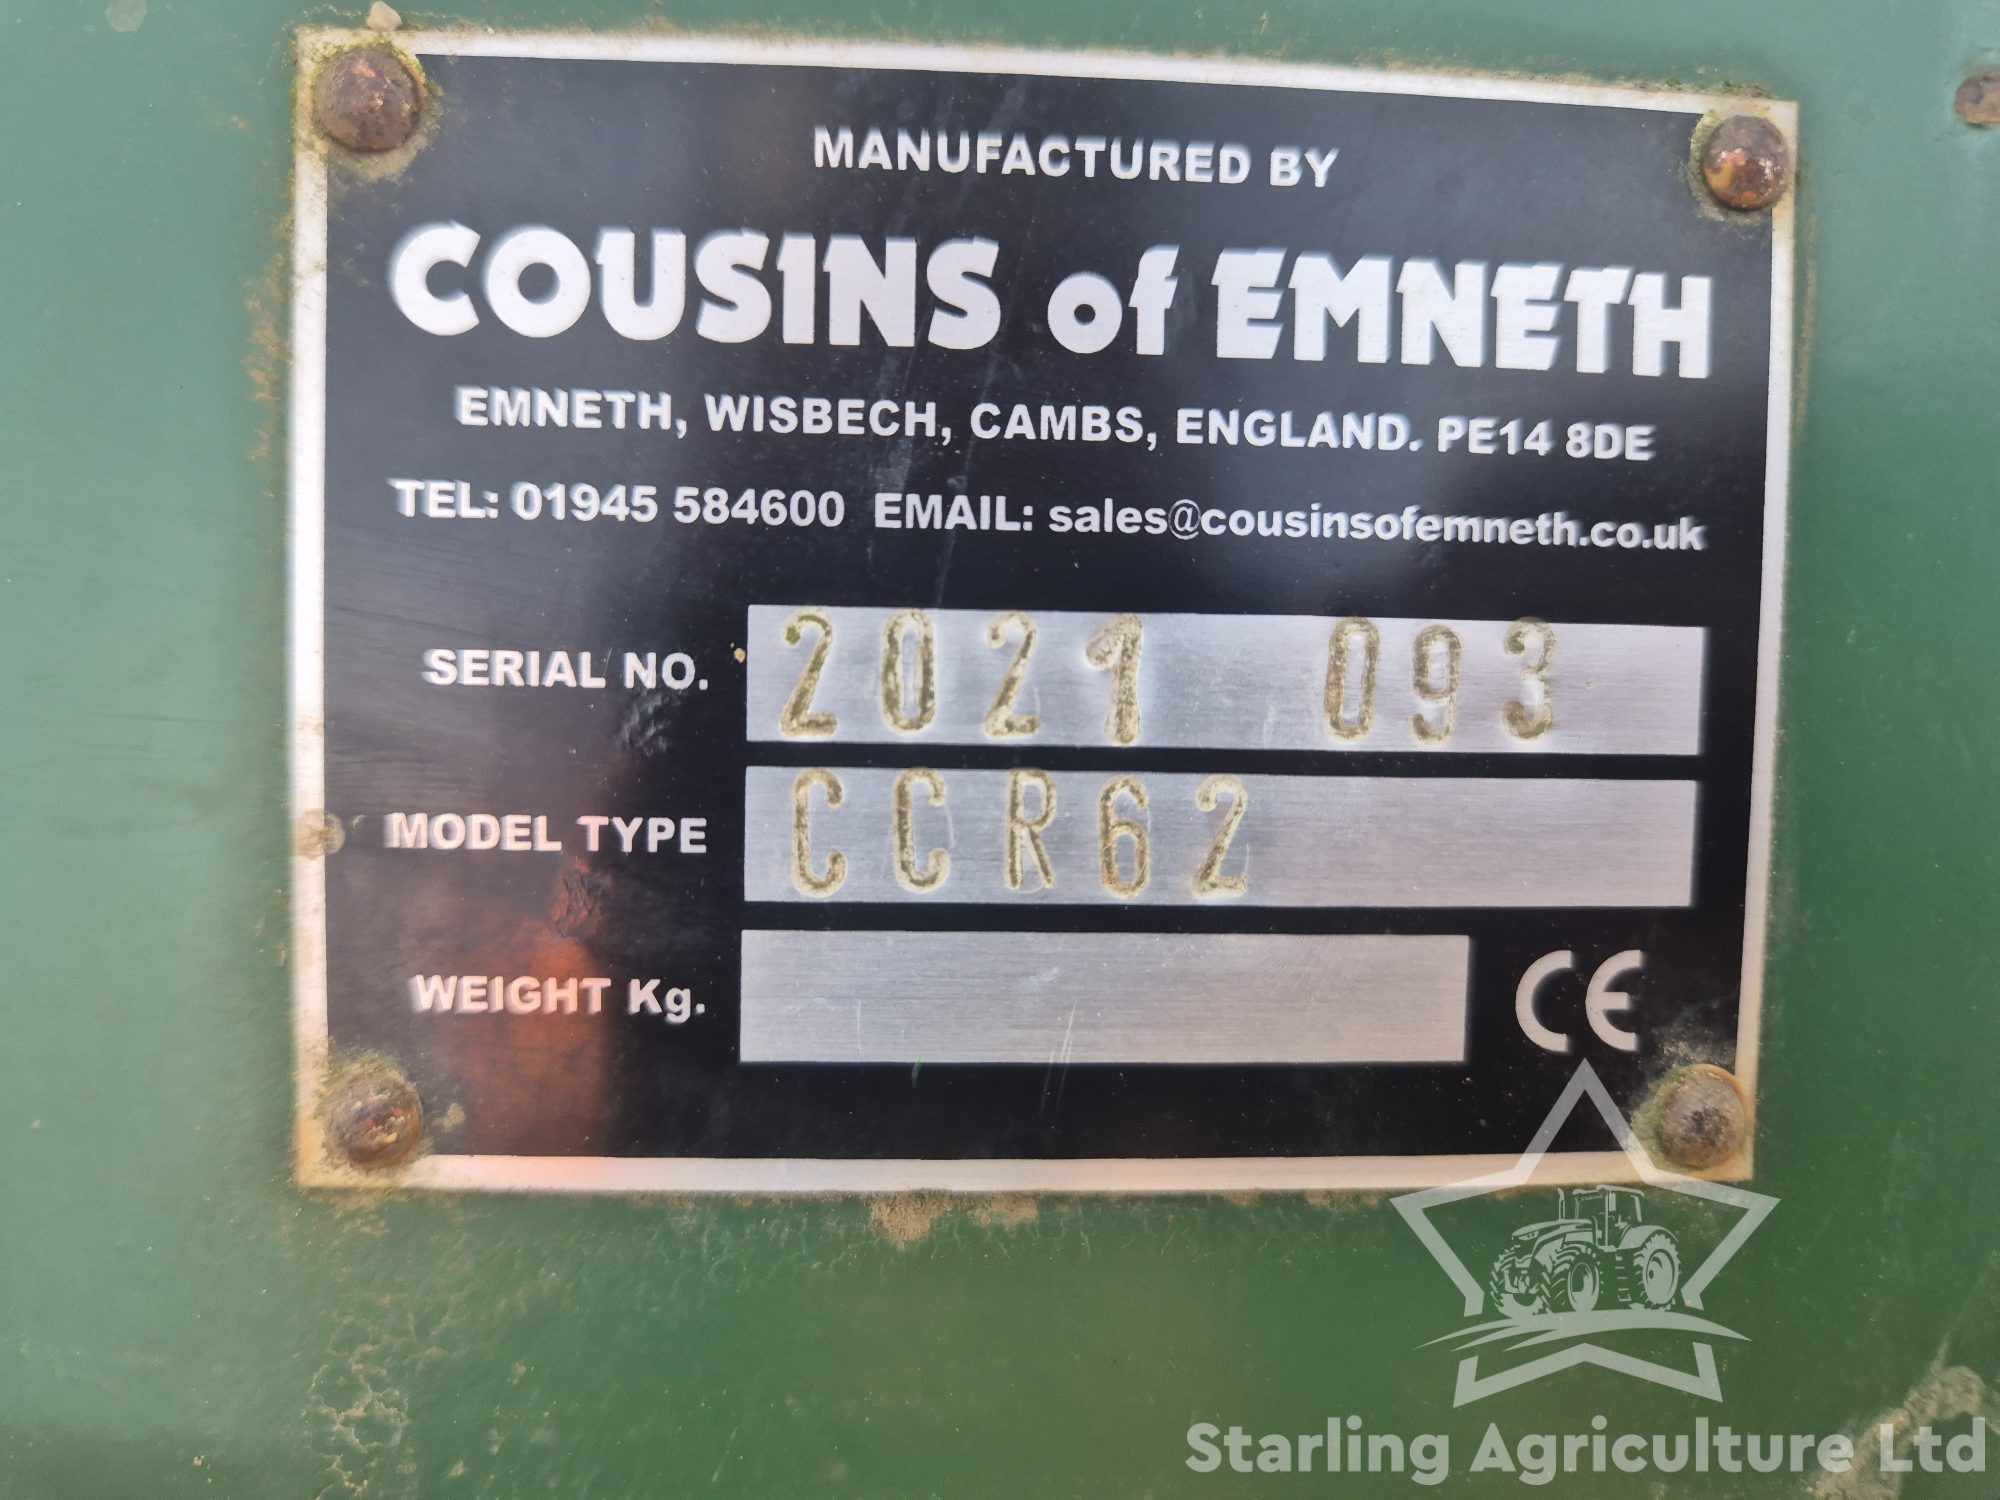 MANUFACTURED BY
COUSINS of EMNETH
EMNETH, WISBECH, CAMBS, ENGLAND. PE14 8DE
TEL: 01945 584600 EMAIL: sales@cousinsofemneth.co.uk
SERIAL NO. 2021 093
MODEL TYPE CCR62
WEIGHT Kg. CE
Starling Agriculture Ltd